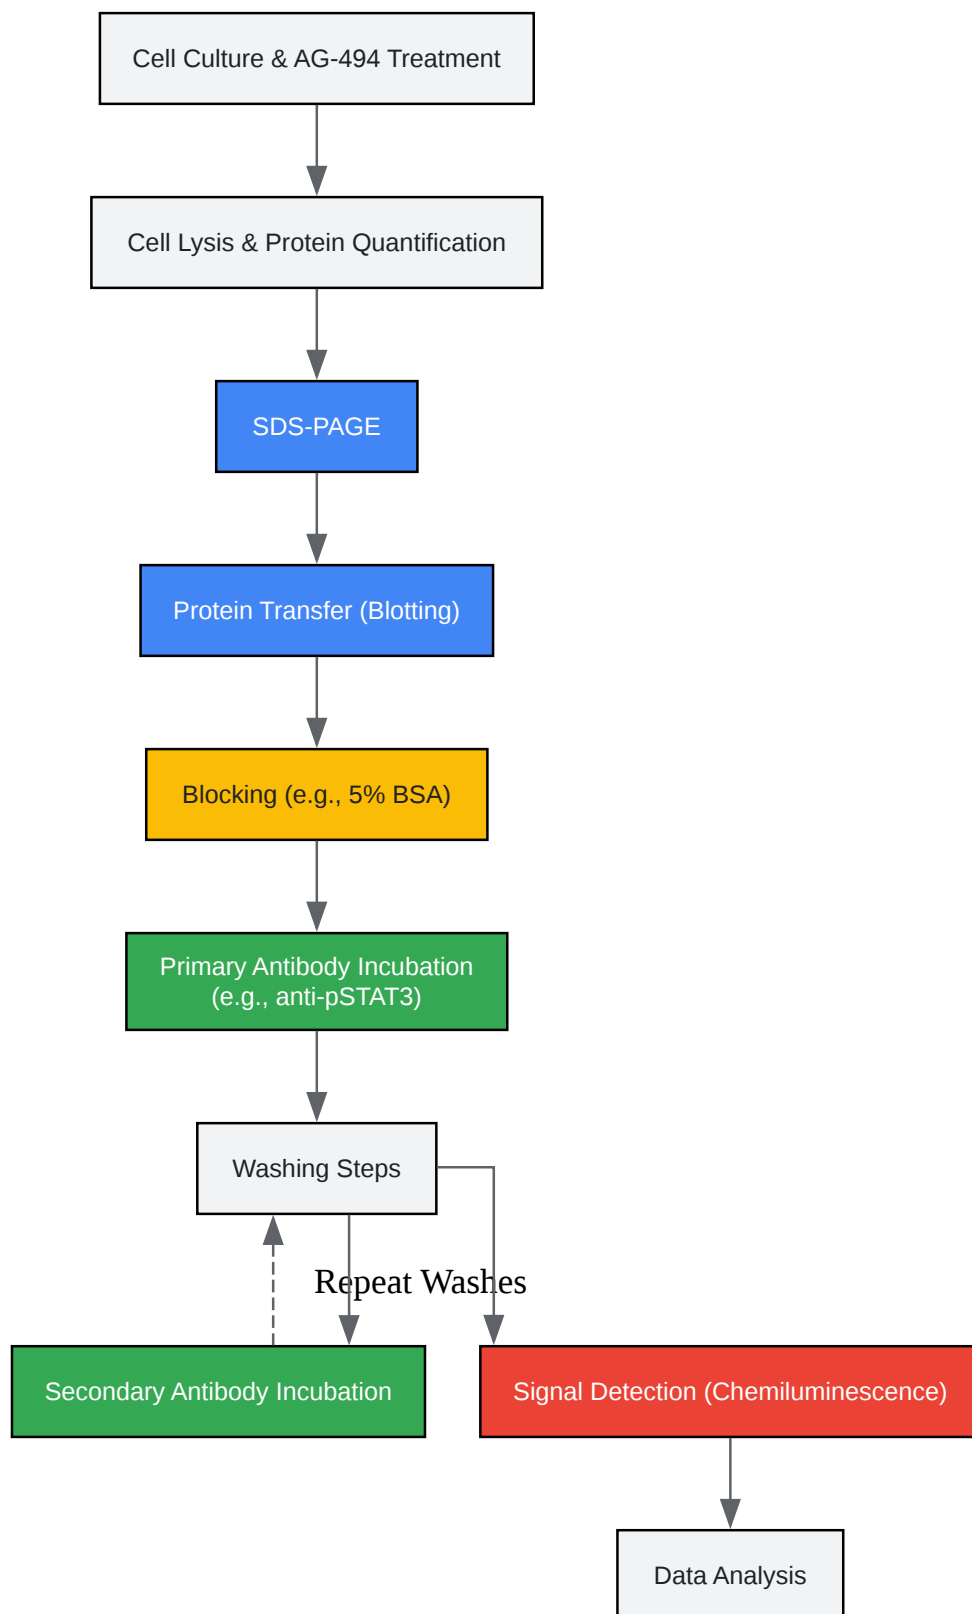 Cell Culture & AG-494 Treatment
Cell Lysis & Protein Quantification
SDS-PAGE
Protein Transfer (Blotting)
Blocking (e.g., 5% BSA)
Primary Antibody Incubation
(e.g., anti-pSTAT3)
Washing Steps
Repeat Washes
Secondary Antibody Incubation
Signal Detection (Chemiluminescence)
Data Analysis